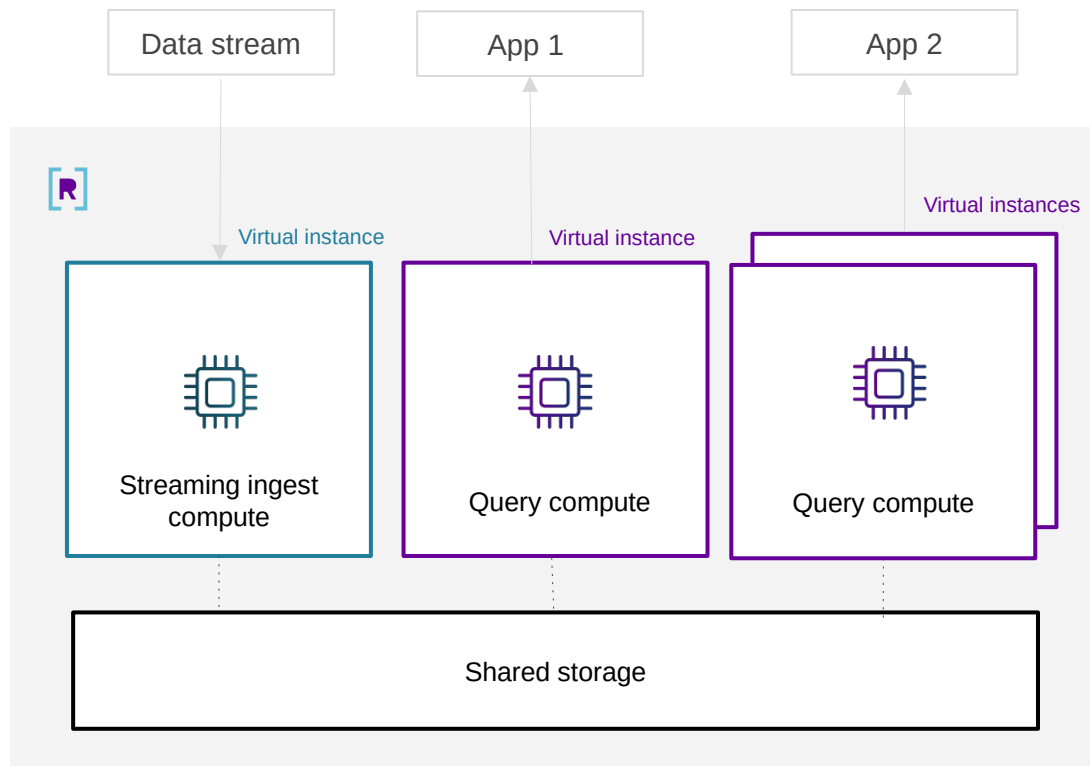 Data stream
App 1
App 2
R
Virtual instances
Virtual instance
Virtual instance
Streaming ingest
compute
Query compute
Query compute
Shared storage